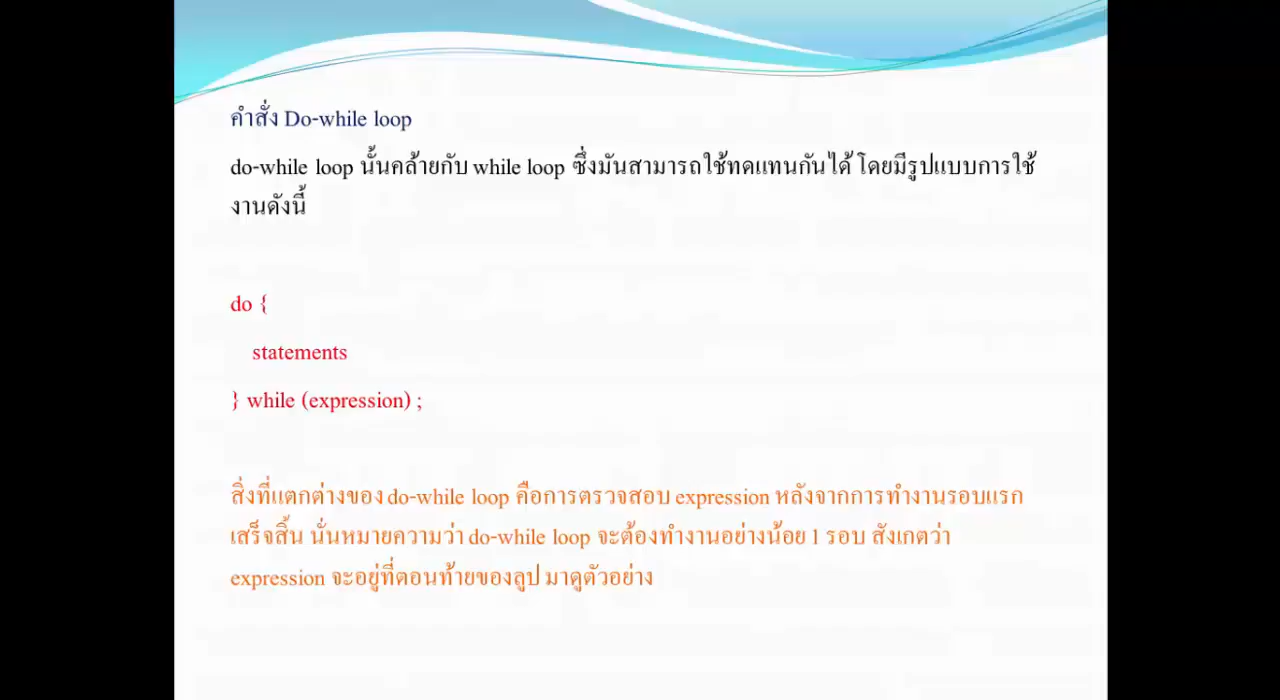 คำสั่ง Do-while loop
do-while loop นั้นคล้ายกับ while loop ซึ่งมันสามารถใช้ทดแทนกันได้ โดยมีรูปแบบการใช้
งานดังนี้
do {
statements
} while (expression) ;
สิ่งที่แตกต่างของ do-while loop คือการตรวจสอบ expression หลังจากการทำงานรอบแรก
เสร็จสิ้น นั่นหมายความว่า do-while loop จะต้องทำงานอย่างน้อย 1 รอบ สังเกตว่า
expression จะอยู่ที่ตอนท้ายของลูป มาดูตัวอย่าง